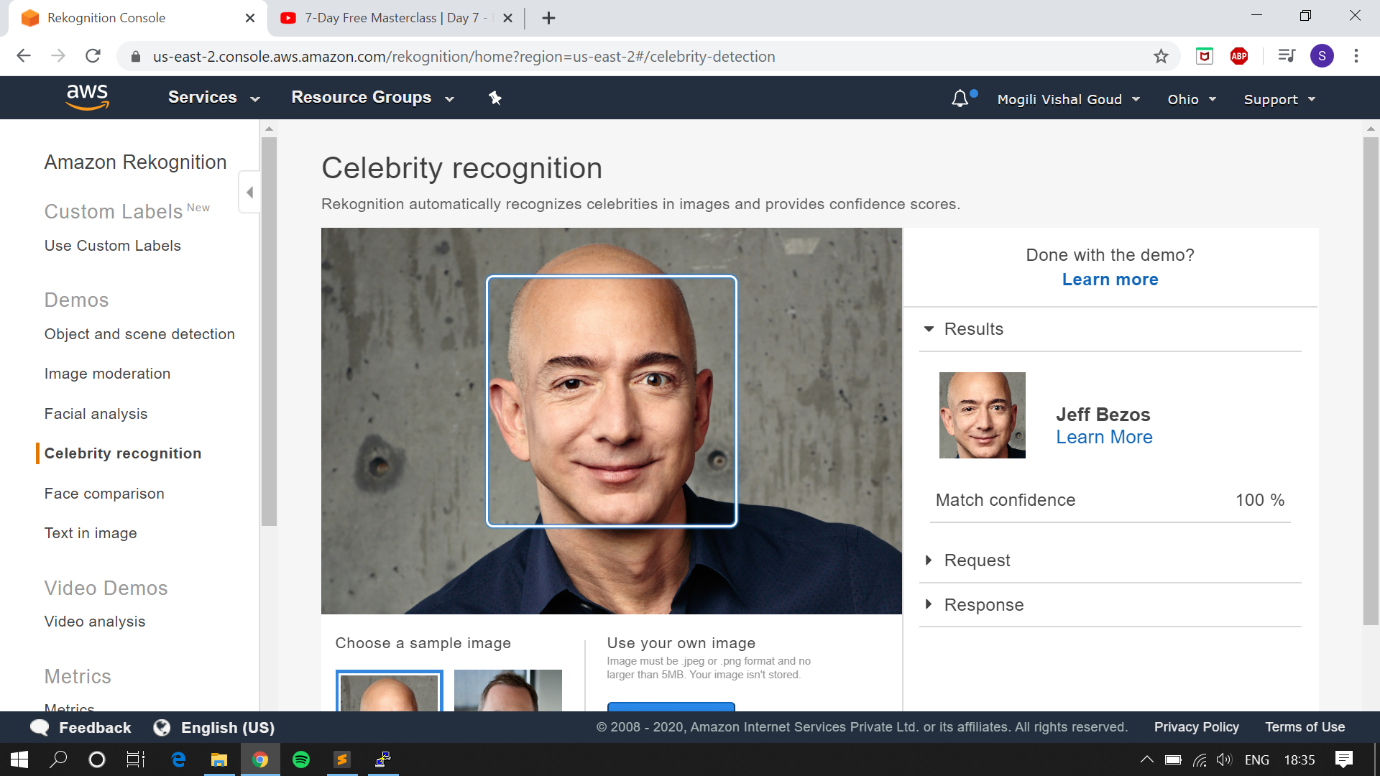 Rekognition Console
7-Day Free Masterclass | Day 7 -
us-east-2.console.aws.amazon.com/rekognition/home?region=us-east-2#/celebrity-detection
ABP
S
aws
Services
Resource Groups
Mogili Vishal Goud
Ohio
Support
Amazon Rekognition
Custom Labels New
Use Custom Labels
Demos
Object and scene detection
Image moderation
Facial analysis
Celebrity recognition
Face comparison
Text in image
Video Demos
Video analysis
Metrics
Metrics
Celebrity recognition
Rekognition automatically recognizes celebrities in images and provides confidence scores.
Done with the demo?
Learn more
Results
Jeff Bezos
Learn More
Match confidence
100 %
Request
Response
Choose a sample image
Use your own image
Image must be .jpeg or .png format and no
larger than 5MB. Your image isn't stored.
Feedback
English (US)
© 2008 - 2020, Amazon Internet Services Private Ltd. or its affiliates. All rights reserved.
Privacy Policy
Terms of Use
ENG
18:35